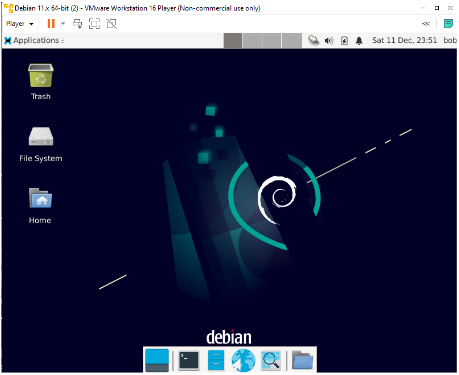 Debian 11.x 64-bit (2) - VMware Workstation 16 Player (Non-commercial use only)
Player
Applications
Sat 11 Dec, 23:51 bob
Trash
File System
Home
debian